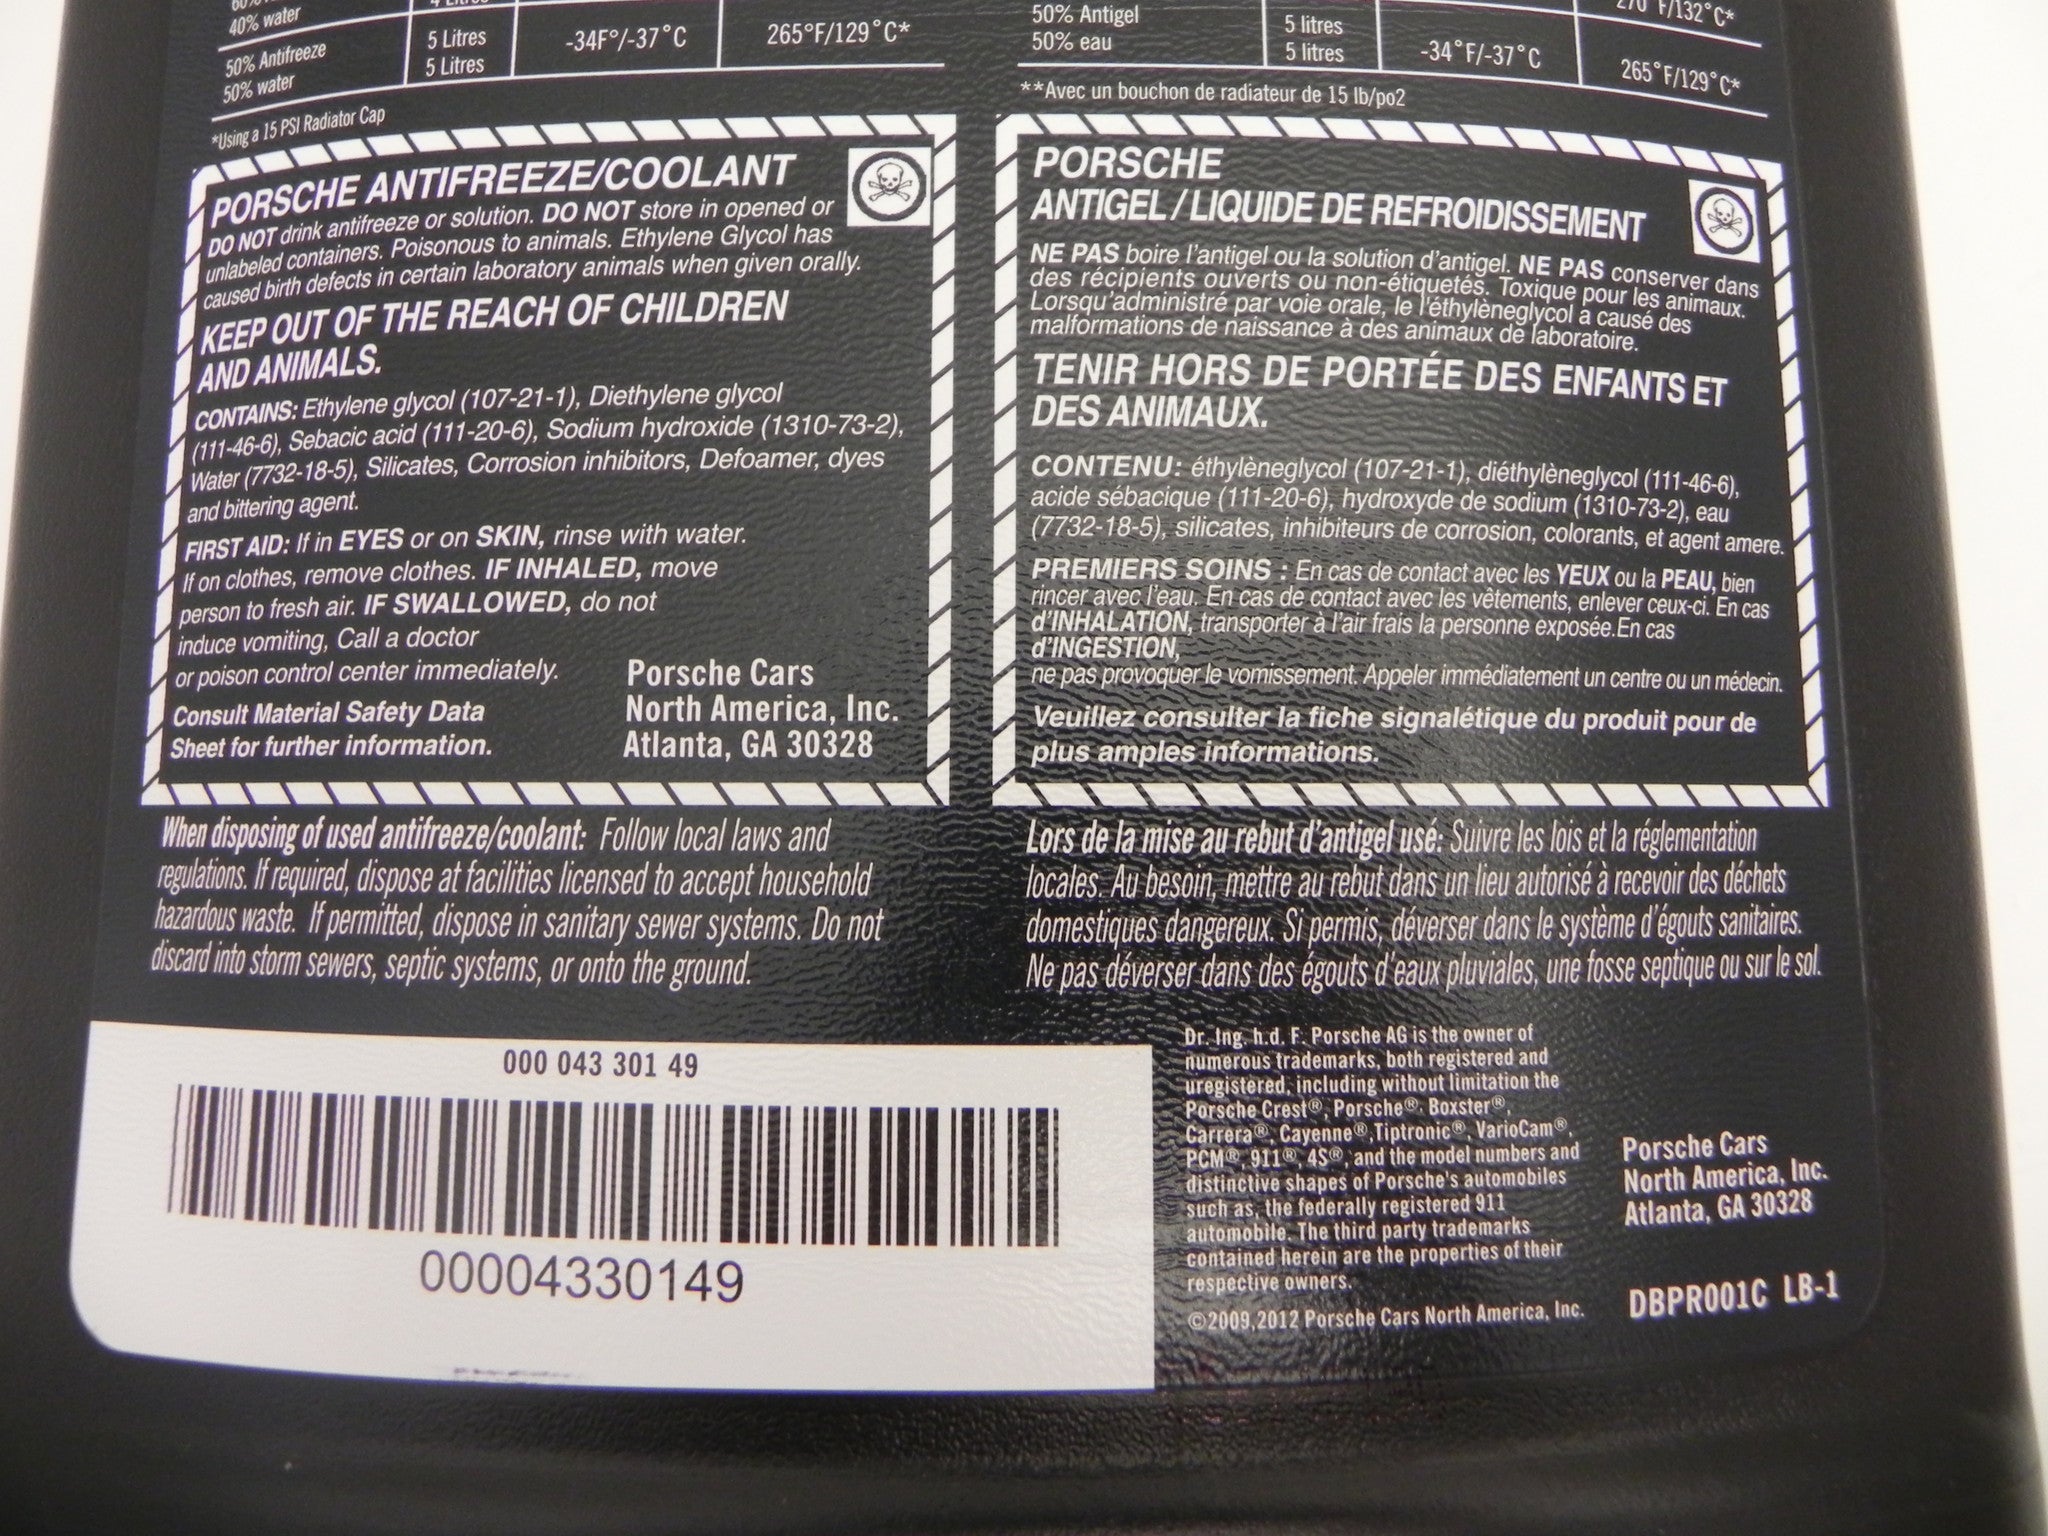 40% water
50% Antifreeze
50% water
5 Litres
5 Litres
-34F°/-37°C
265°F/129°C*
*Using a 15 PSI Radiator Cap
PORSCHE ANTIFREEZE/COOLANT
DO NOT drink antifreeze or solution. DO NOT store in opened or
unlabeled containers. Poisonous to animals. Ethylene Glycol has
caused birth defects in certain laboratory animals when given orally.
KEEP OUT OF THE REACH OF CHILDREN
AND ANIMALS.
CONTAINS: Ethylene glycol (107-21-1), Diethylene glycol
(111-46-6), Sebacic acid (111-20-6), Sodium hydroxide (1310-73-2),
Water (7732-18-5), Silicates, Corrosion inhibitors, Defoamer, dyes
and bittering agent.
FIRST AID: If in EYES or on SKIN, rinse with water.
If on clothes, remove clothes. IF INHALED, move
person to fresh air. IF SWALLOWED, do not
induce vomiting, Call a doctor
or poison control center immediately.
Consult Material Safety Data
Sheet for further information.
Porsche Cars
North America, Inc.
Atlanta, GA 30328
When disposing of used antifreeze/coolant: Follow local laws and
regulations. If required, dispose at facilities licensed to accept household
hazardous waste. If permitted, dispose in sanitary sewer systems. Do not
discard into storm sewers, septic systems, or onto the ground.
270°F/132°C*
50% Antigel
50% eau
5 litres
5 litres
-34°F/-37°C
265°F/129°C*
**Avec un bouchon de radiateur de 15 lb/po2
PORSCHE
ANTIGEL/LIQUIDE DE REFROIDISSEMENT
NE PAS boire l'antigel ou la solution d'antigel. NE PAS conserver dans
des récipients ouverts ou non-étiquetés. Toxique pour les animaux.
Lorsqu'administré par voie orale, le l'éthylèneglycol a causé des
malformations de naissance à des animaux de laboratoire.
TENIR HORS DE PORTÉE DES ENFANTS ET
DES ANIMAUX.
CONTENU: éthylèneglycol (107-21-1), diéthylèneglycol (111-46-6),
acide sébacique (111-20-6), hydroxyde de sodium (1310-73-2), eau
(7732-18-5), silicates, inhibiteurs de corrosion, colorants, et agent amere.
PREMIERS SOINS : En cas de contact avec les YEUX ou la PEAU, bien
rincer avec l'eau. En cas de contact avec les vêtements, enlever ceux-ci. En cas
d'INHALATION, transporter à l'air frais la personne exposée.En cas
d'INGESTION,
ne pas provoquer le vomissement. Appeler immédiatement un centre ou un médecin.
Veuillez consulter la fiche signalétique du produit pour de
plus amples informations.
Lors de la mise au rebut d'antigel usé: Suivre les lois et la réglementation
locales. Au besoin, mettre au rebut dans un lieu autorisé à recevoir des déchets
domestiques dangereux. Si permis, déverser dans le système d'égouts sanitaires.
Ne pas déverser dans des égouts d'eaux pluviales, une fosse septique ou sur le sol.
000 043 301 49
00004330149
Dr. Ing. h.d. F. Porsche AG is the owner of
numerous trademarks, both registered and
uregistered, including without limitation the
Porsche Crest®, Porsche®, Boxster®,
Carrera®, Cayenne®,Tiptronic®, VarioCam®,
PCM®, 911®, 4S®, and the model numbers and
distinctive shapes of Porsche's automobiles
such as, the federally registered 911
automobile. The third party trademarks
contained herein are the properties of their
respective owners.
©2009,2012 Porsche Cars North America, Inc.
Porsche Cars
North America, Inc.
Atlanta, GA 30328
DBPR001C LB-1